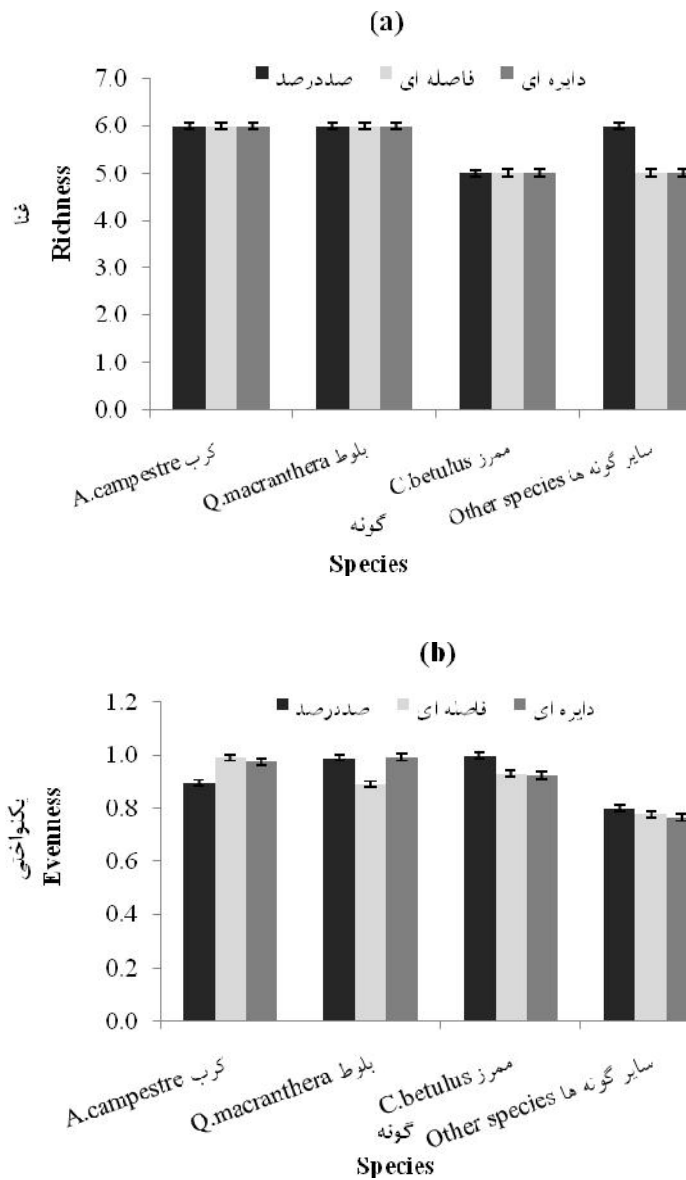 (a)
صددرصد فاصله ای دایره ای
7.0
6.0
5.0
4.0
3.0
2.0
1.0
0.0
غنا
Richness
A.campestre کرب
Q.macranthera بلوط
C.betulus ممرز
Other species سایر گونه ها
گونه
Species
(b)
صددرصد فاصله ای دایره ای
1.2
1.0
0.8
0.6
0.4
0.2
0.0
یکنواختی
Evenness
A.campestre کرب
Q.macranthera بلوط
C.betulus ممرز
Other species سایر گونه ها
گونه
Species